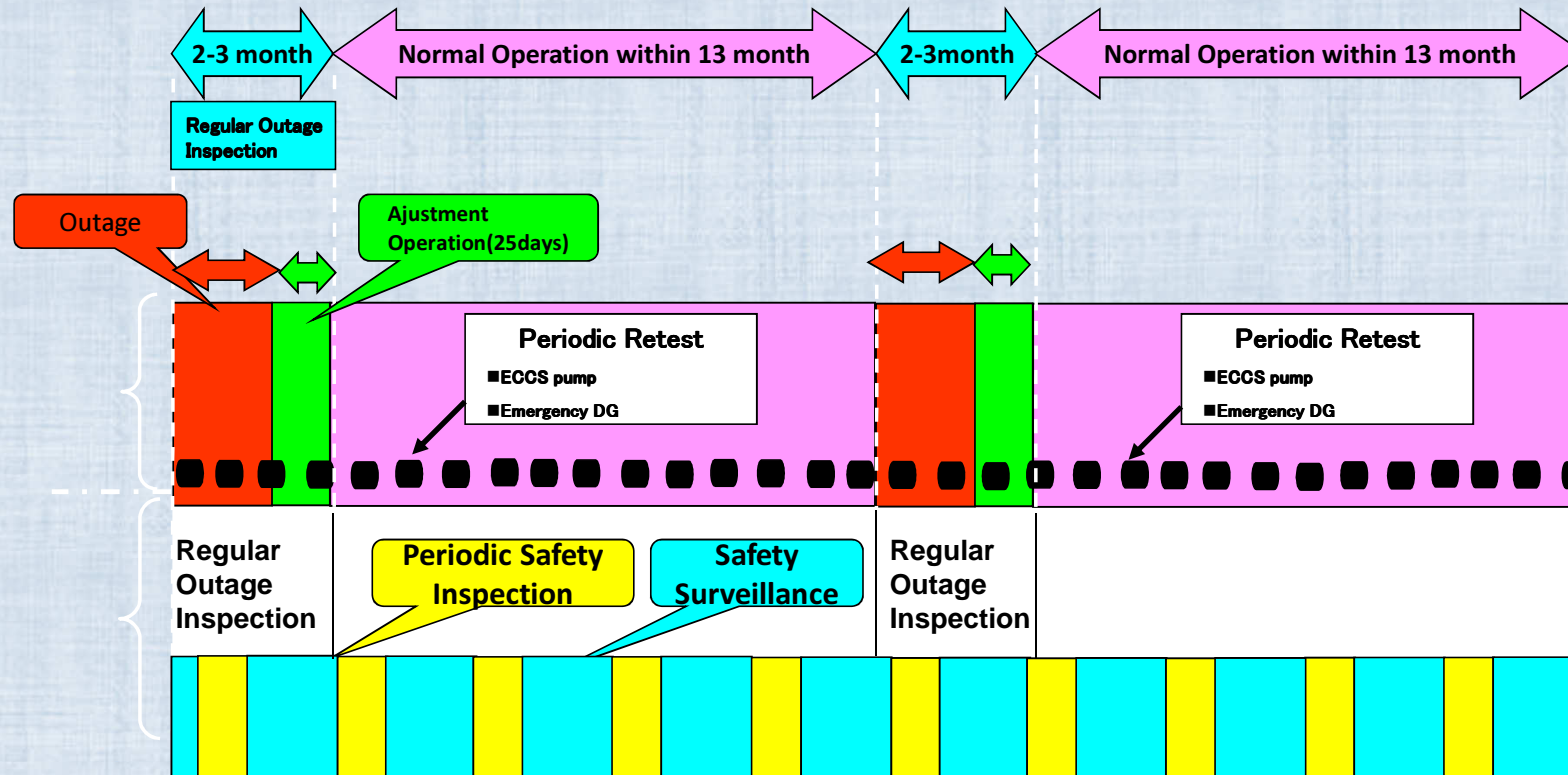 2-3 month
Normal Operation within 13 month
2-3month
Normal Operation within 13 month
Regular Outage
Inspection
Outage
Ajustment
Operation(25days)
Periodic Retest
■ECCS pump
■Emergency DG
Periodic Retest
■ECCS pump
■Emergency DG
Regular
Outage
Inspection
Periodic Safety
Inspection
Safety
Surveillance
Regular
Outage
Inspection